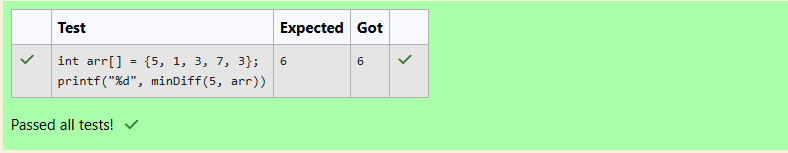 Test Expected Got
int arr[] = {5, 1, 3, 7, 3}; 6 6
printf("%d", minDiff(5, arr))
Passed all tests!